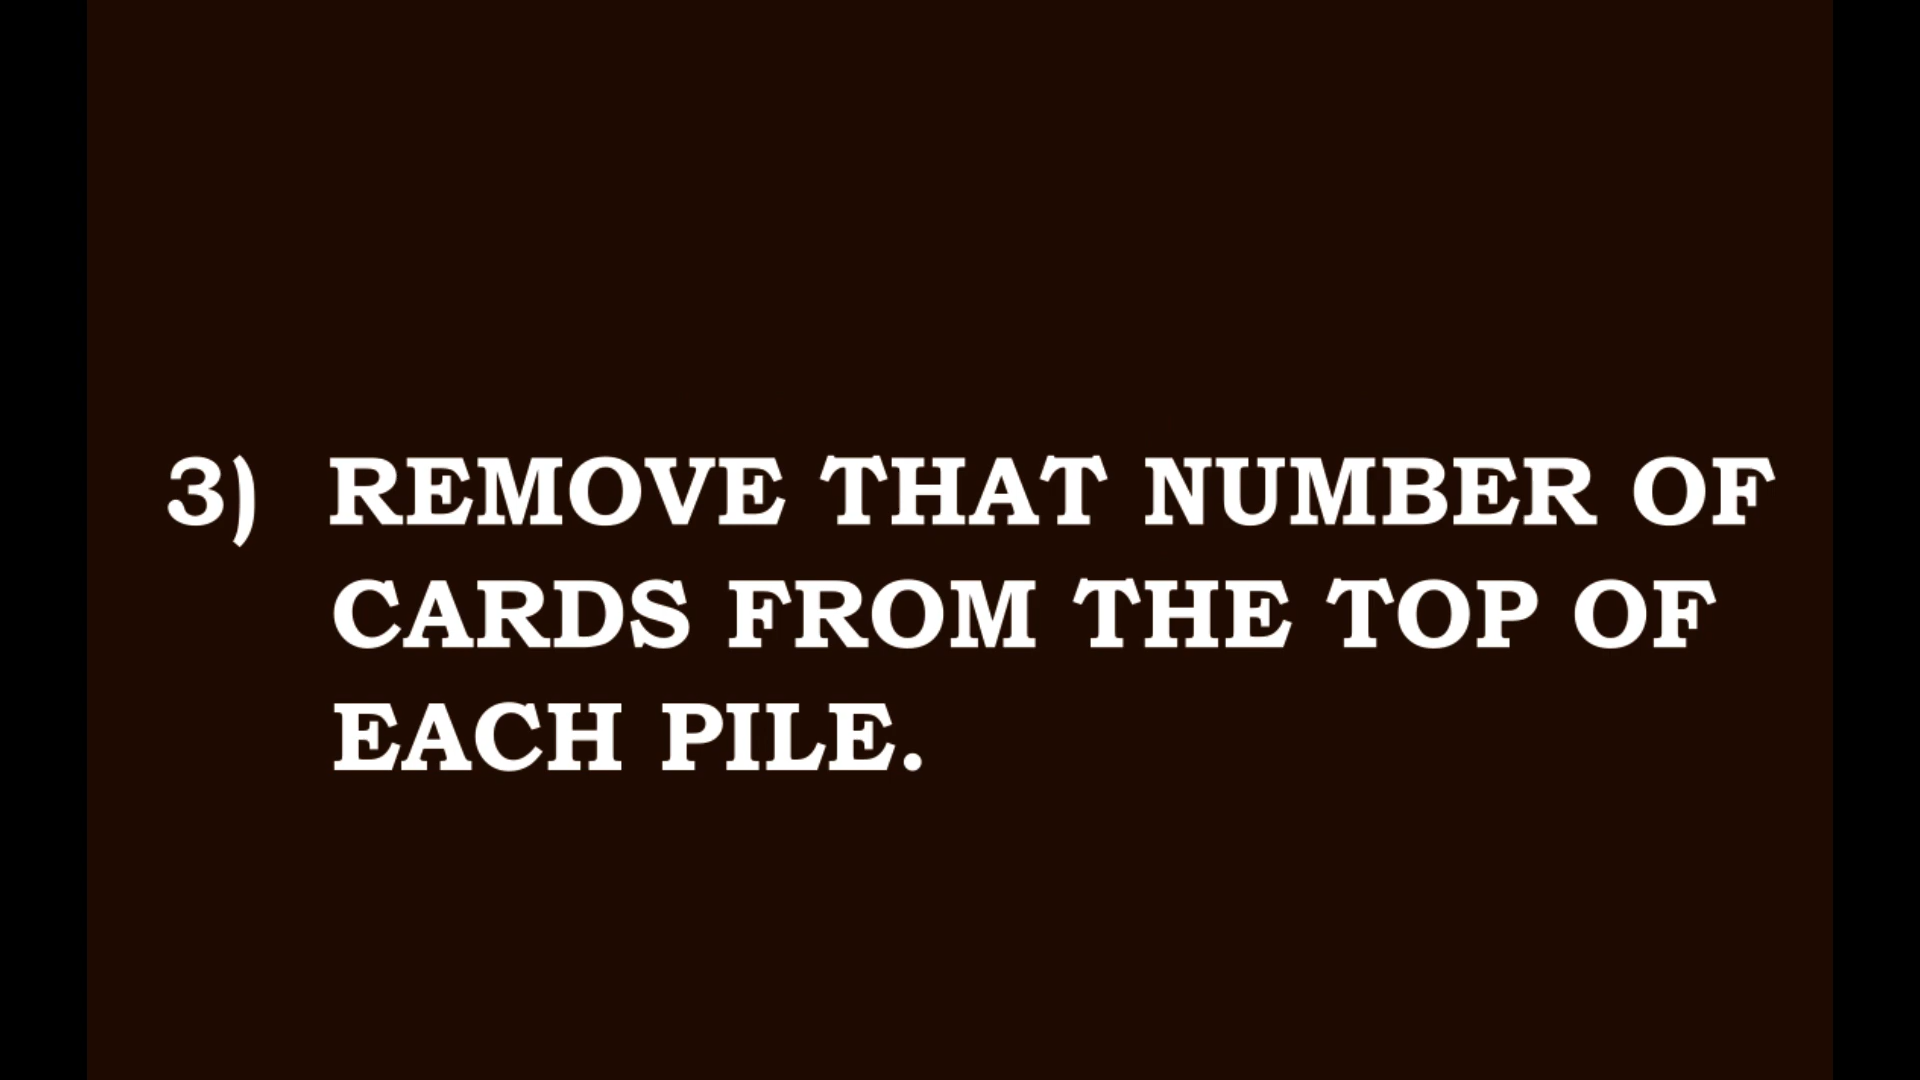 3) REMOVE THAT NUMBER OF
CARDS FROM THE TOP OF
EACH PILE.